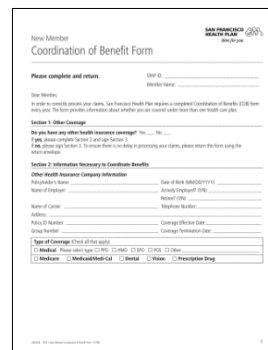 SAN FRANCISCO
HEALTH PLAN
Here for you
New Member
Coordination of Benefit Form
Please complete and return.
SFHP ID:
Member Name:
Dear Member,
In order to correctly process your claims, San Francisco Health Plan requires a completed Coordination of Benefits (COB) form
every year. The form provides information about whether you are covered under more than one health care plan.
Section 1: Other Coverage
Do you have any other health insurance coverage? Yes ___ No ___
If yes, please complete Section 2 and sign Section 3.
If no, please sign Section 3. To ensure there is no delay in processing your claims, please return this form using the
return envelope.
Section 2: Information Necessary to Coordinate Benefits
Other Health Insurance Company Information
Policyholder's Name:
Date of Birth (MM/DD/YYYY):
Name of Employer:
Actively Employed? (Y/N):
Retired? (Y/N):
Name of Carrier:
Telephone Number:
Address:
Policy ID Number:
Coverage Effective Date:
Group Number:
Coverage Termination Date:
Type of Coverage (Check all that apply)
☐ Medical Please select type: ☐ PPO ☐ HMO ☐ EPO ☐ POS ☐ Other
☐ Medicare ☐ Medicaid/Medi-Cal ☐ Dental ☐ Vision ☐ Prescription Drug
1